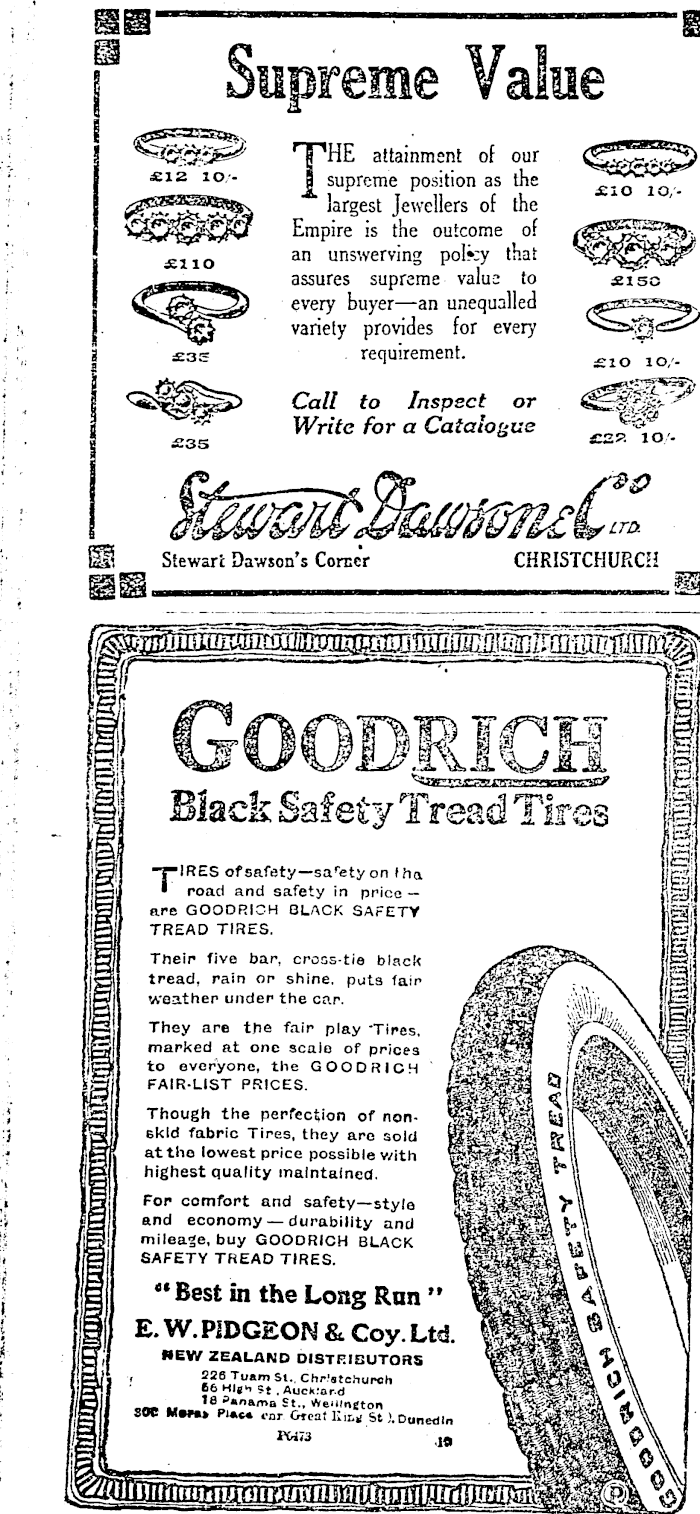 Supreme Value
£12 10/-
£110
£35
£35
THE attainment of our
supreme position as the
largest Jewellers of the
Empire is the outcome of
an unswerving policy that
assures supreme value to
every buyer—an unequalled
variety provides for every
requirement.
Call to Inspect or
Write for a Catalogue
£10 10/-
£150
£10 10/-
£22 10/-
Stewart Dawson & Co LTD.
Stewart Dawson's Corner CHRISTCHURCH
GOODRICH
Black Safety Tread Tires
TIRES of safety—safety on the
road and safety in price—
are GOODRICH BLACK SAFETY
TREAD TIRES.
Their five bar, cross-tie black
tread, rain or shine, puts fair
weather under the car.
They are the fair play Tires,
marked at one scale of prices
to everyone, the GOODRICH
FAIR-LIST PRICES.
Though the perfection of non-
skid fabric Tires, they are sold
at the lowest price possible with
highest quality maintained.
For comfort and safety—style
and economy—durability and
mileage, buy GOODRICH BLACK
SAFETY TREAD TIRES.
"Best in the Long Run"
E. W. PIDGEON & Coy. Ltd.
NEW ZEALAND DISTRIBUTORS
226 Tuam St., Christchurch
66 High St., Auckland
18 Panama St., Wellington
Place Great King St.), Dunedin
PG473
10
GOODRICH SAFETY TREAD